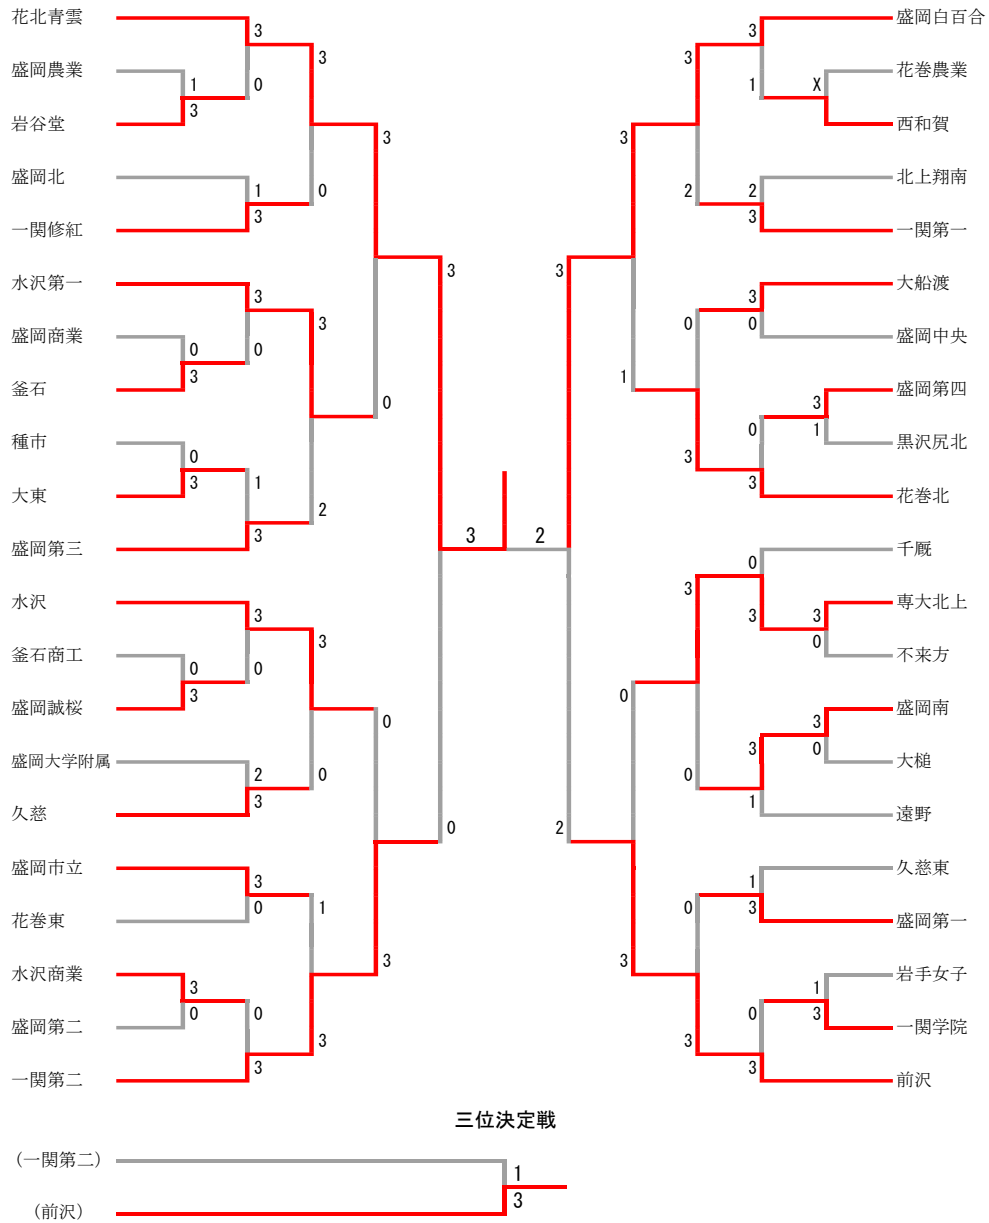 花北青雲
盛岡農業
岩谷堂
盛岡北
一関修紅
水沢第一
盛岡商業
釜石
種市
大東
盛岡第三
水沢
釜石商工
盛岡誠桜
盛岡大学附属
久慈
盛岡市立
花巻東
水沢商業
盛岡第二
一関第二
3
1
3
0
1
3
3
0
3
0
0
3
0
3
1
3
3
2
3
0
3
0
3
0
2
3
3
0
3
0
3
0
1
3
0
3
0
3
0
3
3
2
3
2
3
0
3
1
0
3
3
2
0
3
3
0
0
3
3
1
X
2
3
3
0
0
3
3
1
0
3
3
0
3
1
3
0
1
3
0
3
1
3
盛岡白百合
花巻農業
西和賀
北上翔南
一関第一
大船渡
盛岡中央
盛岡第四
黒沢尻北
花巻北
千厩
専大北上
不来方
盛岡南
大槌
遠野
久慈東
盛岡第一
岩手女子
一関学院
前沢
三位決定戦
(一関第二)
1
3
(前沢)